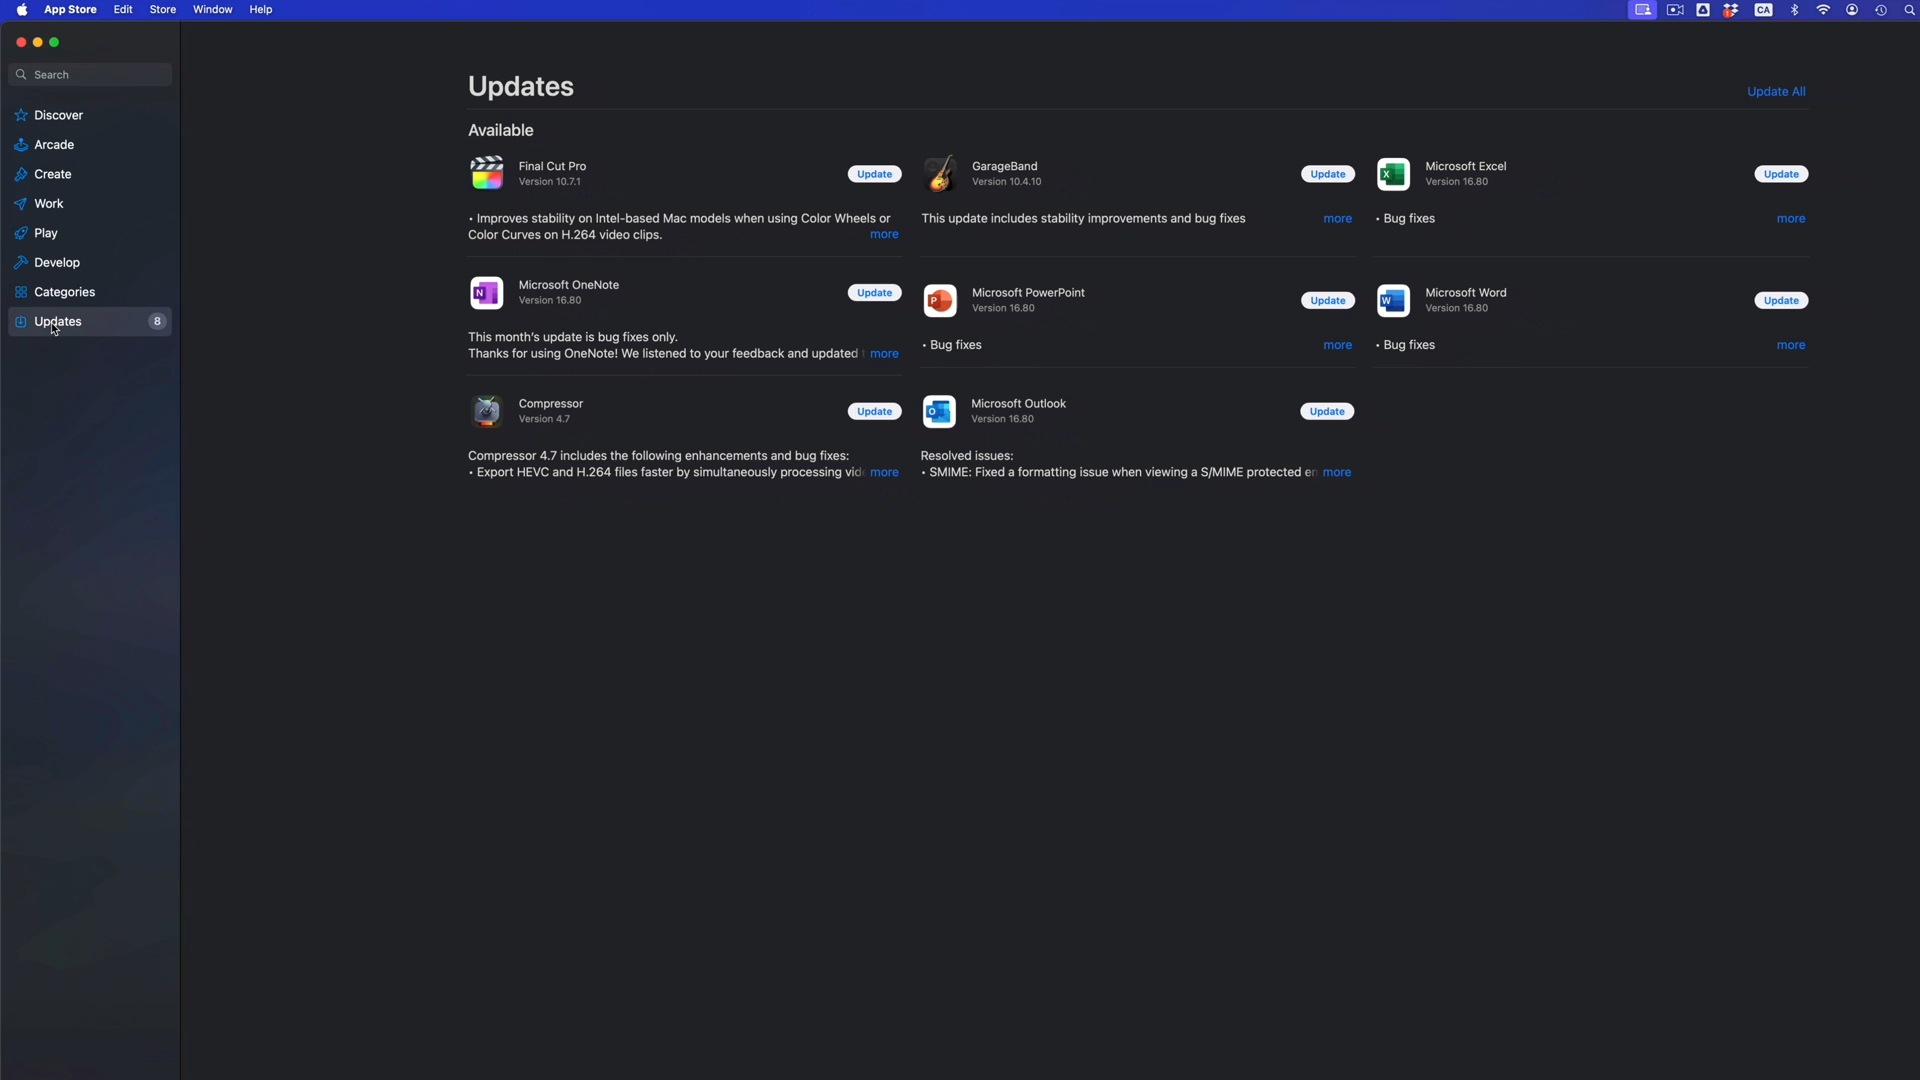 App Store Edit Store Window Help CA
Search
Discover
Arcade
Create
Work
Play
Develop
Categories
Updates 8
Updates
Update All
Available
Final Cut Pro
Version 10.7.1
Update
• Improves stability on Intel-based Mac models when using Color Wheels or
Color Curves on H.264 video clips. more
GarageBand
Version 10.4.10
Update
This update includes stability improvements and bug fixes more
Microsoft Excel
Version 16.80
Update
• Bug fixes more
Microsoft OneNote
Version 16.80
Update
This month's update is bug fixes only.
Thanks for using OneNote! We listened to your feedback and updated more
Microsoft PowerPoint
Version 16.80
Update
• Bug fixes more
Microsoft Word
Version 16.80
Update
• Bug fixes more
Compressor
Version 4.7
Update
Compressor 4.7 includes the following enhancements and bug fixes:
• Export HEVC and H.264 files faster by simultaneously processing more
Microsoft Outlook
Version 16.80
Update
Resolved issues:
• SMIME: Fixed a formatting issue when viewing a S/MIME protected more